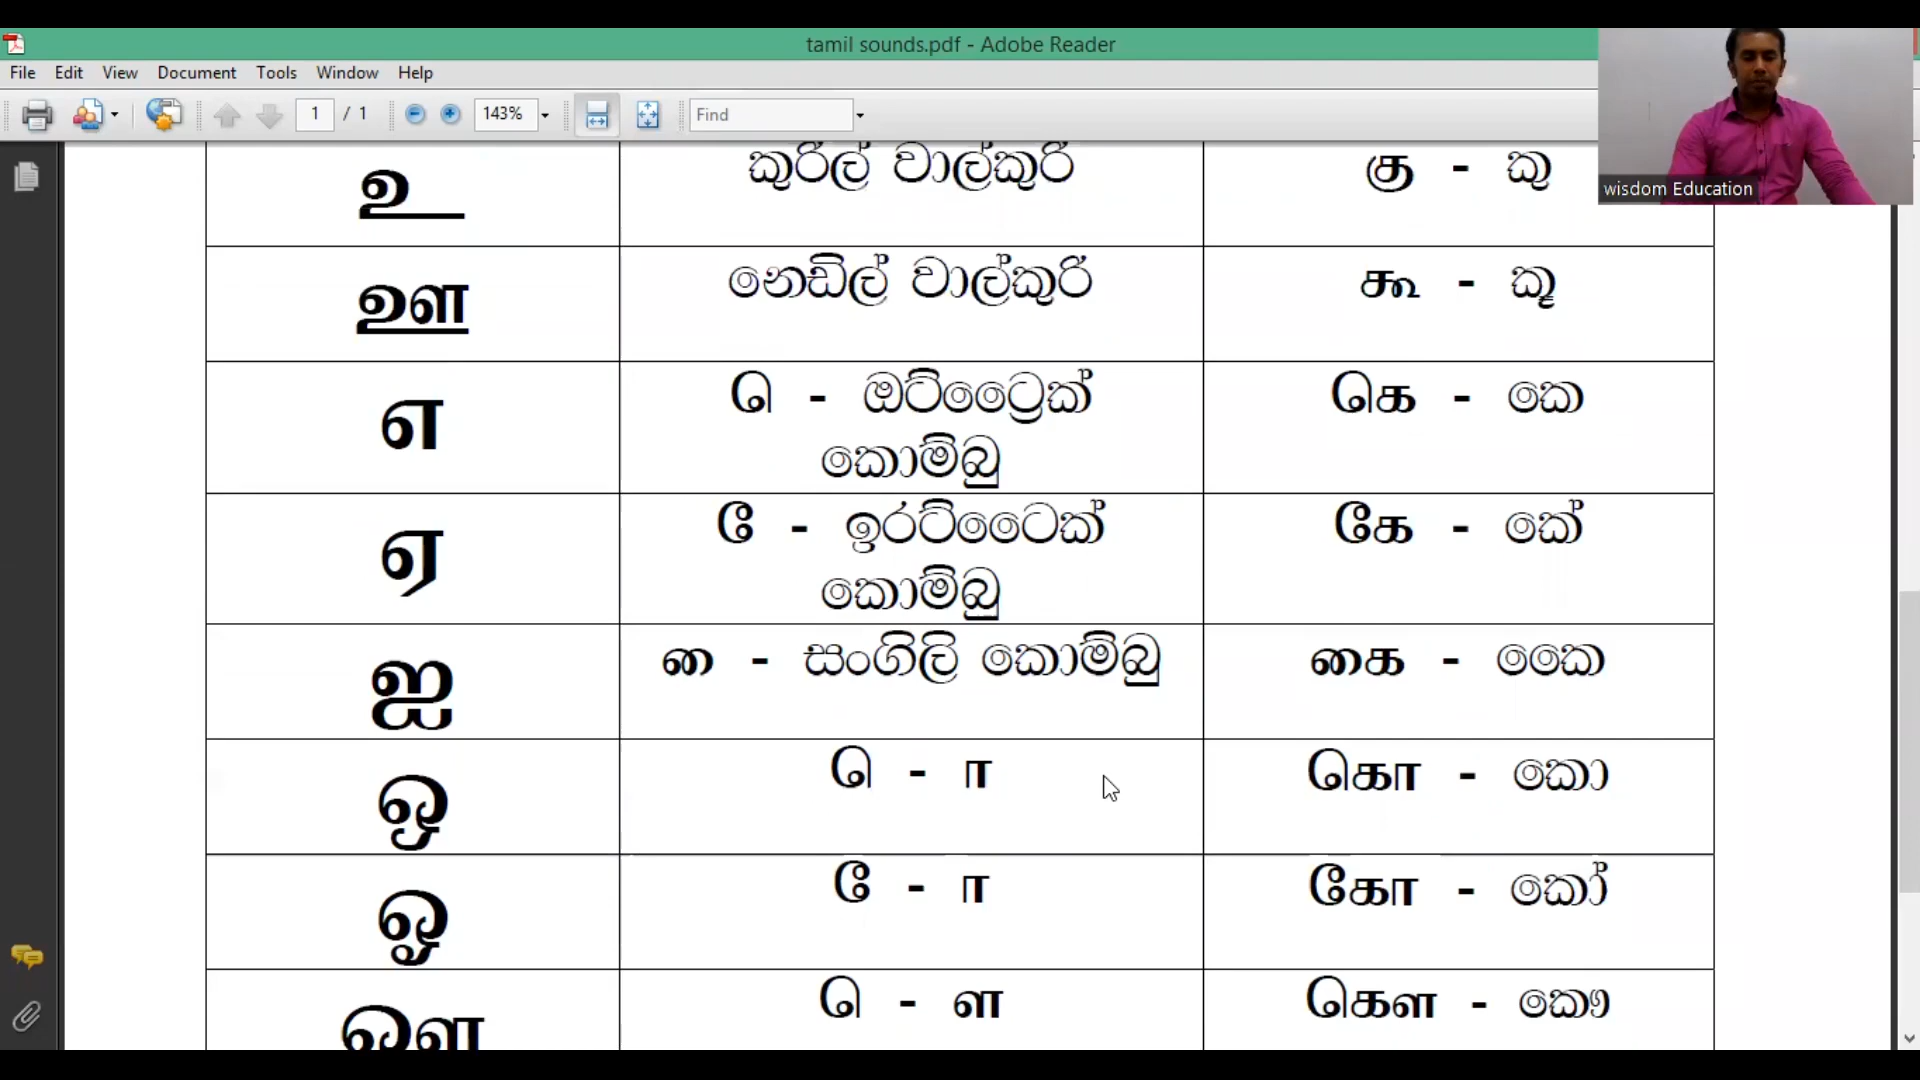 tamil sounds.pdf - Adobe Reader
File Edit View Document Tools Window Help
1 / 1 143% Find
wisdom Education
உ කුරිල් වාල්කුරි கு - කු
ஊ නෙඩිල් වාල්කුරි கூ - කූ
எ ெ - ඔට්ට්‍රෛක් கெ - කෙ
කොම්බු
ஏ ே - ඉරට්ටෛක් கே - කේ
කොම්බු
ஐ ை - සංගිලි කොම්බු கை - කෛ
ஒ ெ - ா கொ - කො
ஓ ே - ா கோ - කෝ
ஔ ெ - ள கௌ - කෞ